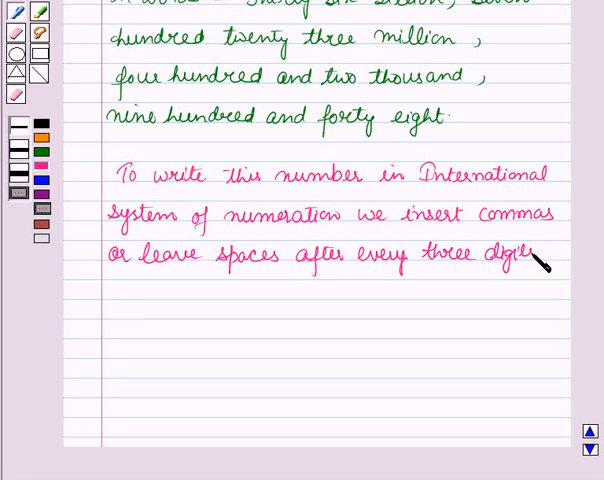 hundred twenty three million ,
four hundred and two thousand ,
nine hundred and forty eight.
To write this number in International
system of numeration we insert commas
or leave spaces after every three digits